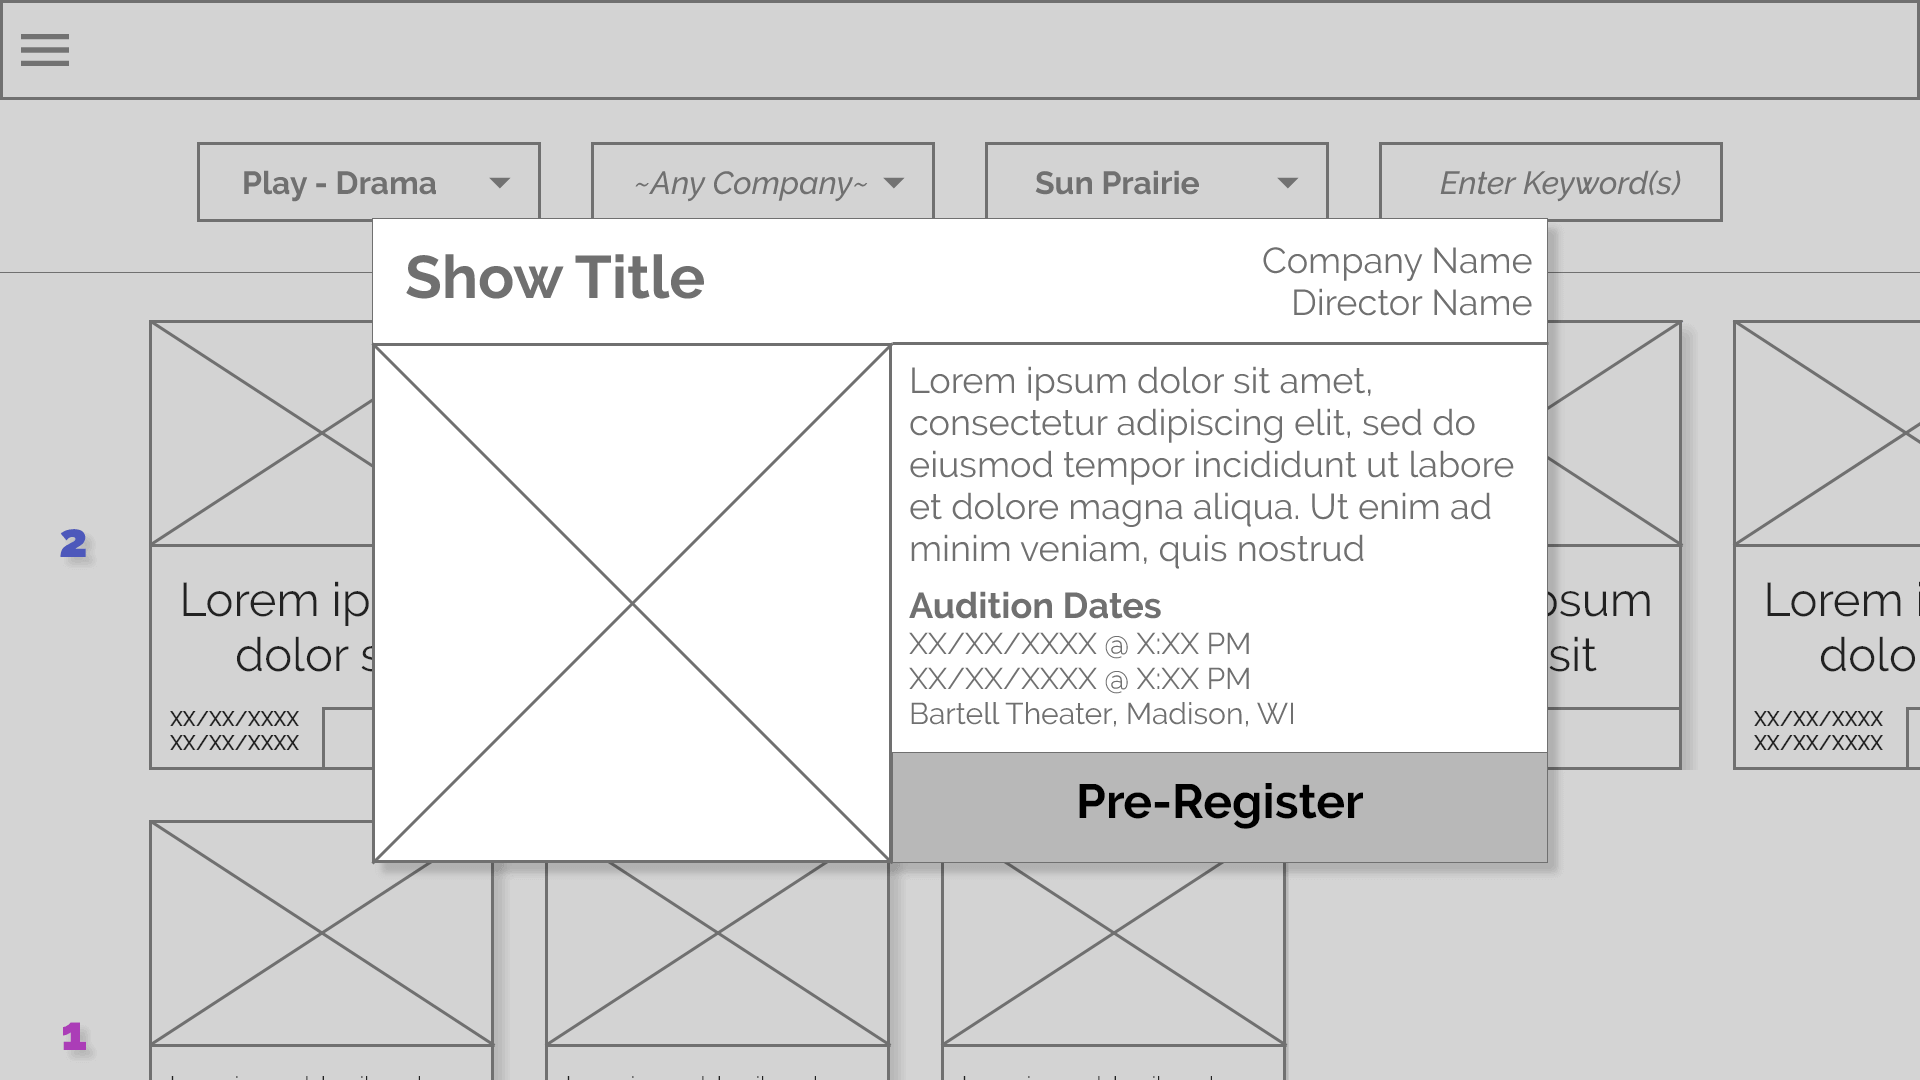 Play - Drama
~Any Company~
Sun Prairie
Enter Keyword(s)
Show Title
Company Name
Director Name
Lorem ipsum dolor sit amet,
consectetur adipiscing elit, sed do
eiusmod tempor incididunt ut labore
et dolore magna aliqua. Ut enim ad
minim veniam, quis nostrud
Audition Dates
XX/XX/XXXX @ X:XX PM
XX/XX/XXXX @ X:XX PM
Bartell Theater, Madison, WI
Pre-Register
2
Lorem ip
dolor s
XX/XX/XXXX
XX/XX/XXXX
psum
sit
Lorem i
dolo
XX/XX/XXXX
XX/XX/XXXX
1